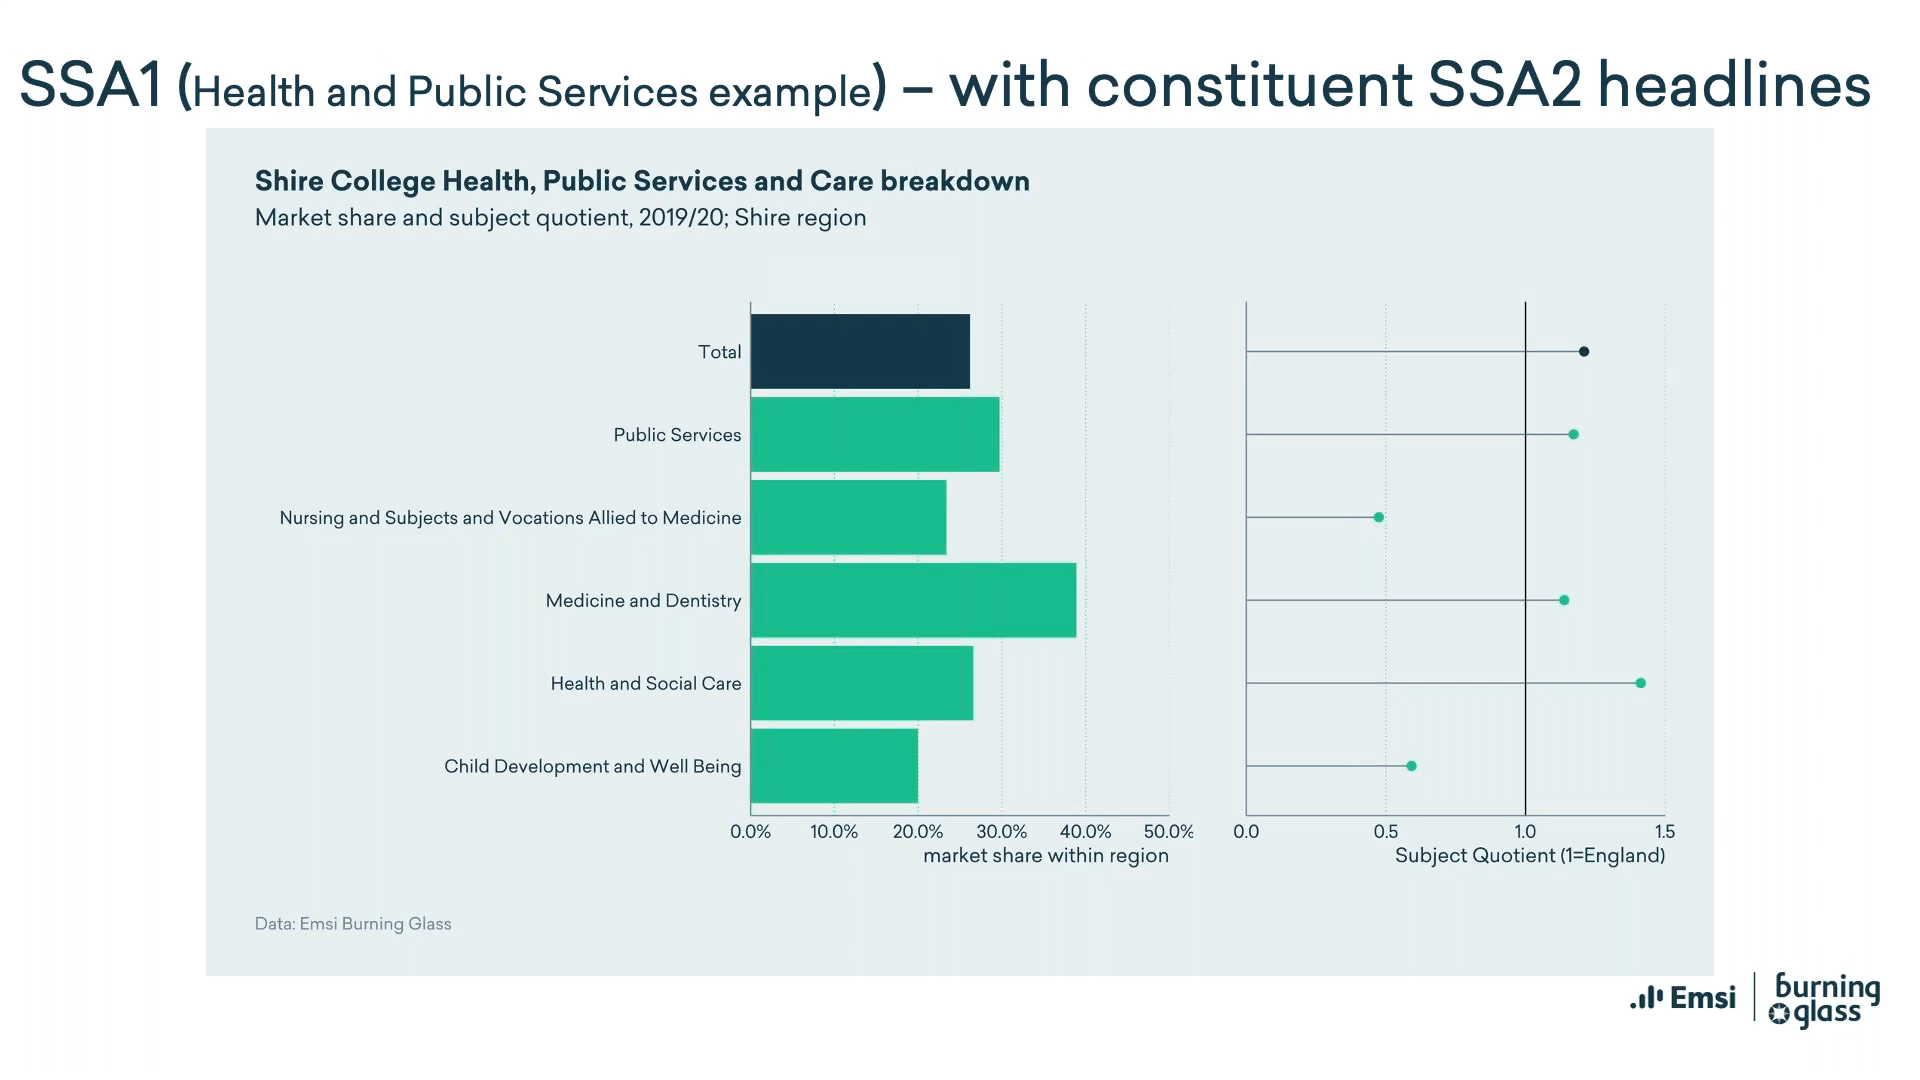 SSA1 (Health and Public Services example) – with constituent SSA2 headlines
Shire College Health, Public Services and Care breakdown
Market share and subject quotient, 2019/20; Shire region
Total
Public Services
Nursing and Subjects and Vocations Allied to Medicine
Medicine and Dentistry
Health and Social Care
Child Development and Well Being
0.0% 10.0% 20.0% 30.0% 40.0% 50.0%
market share within region
0.0 0.5 1.0 1.5
Subject Quotient (1=England)
Data: Emsi Burning Glass
Emsi
burning
glass